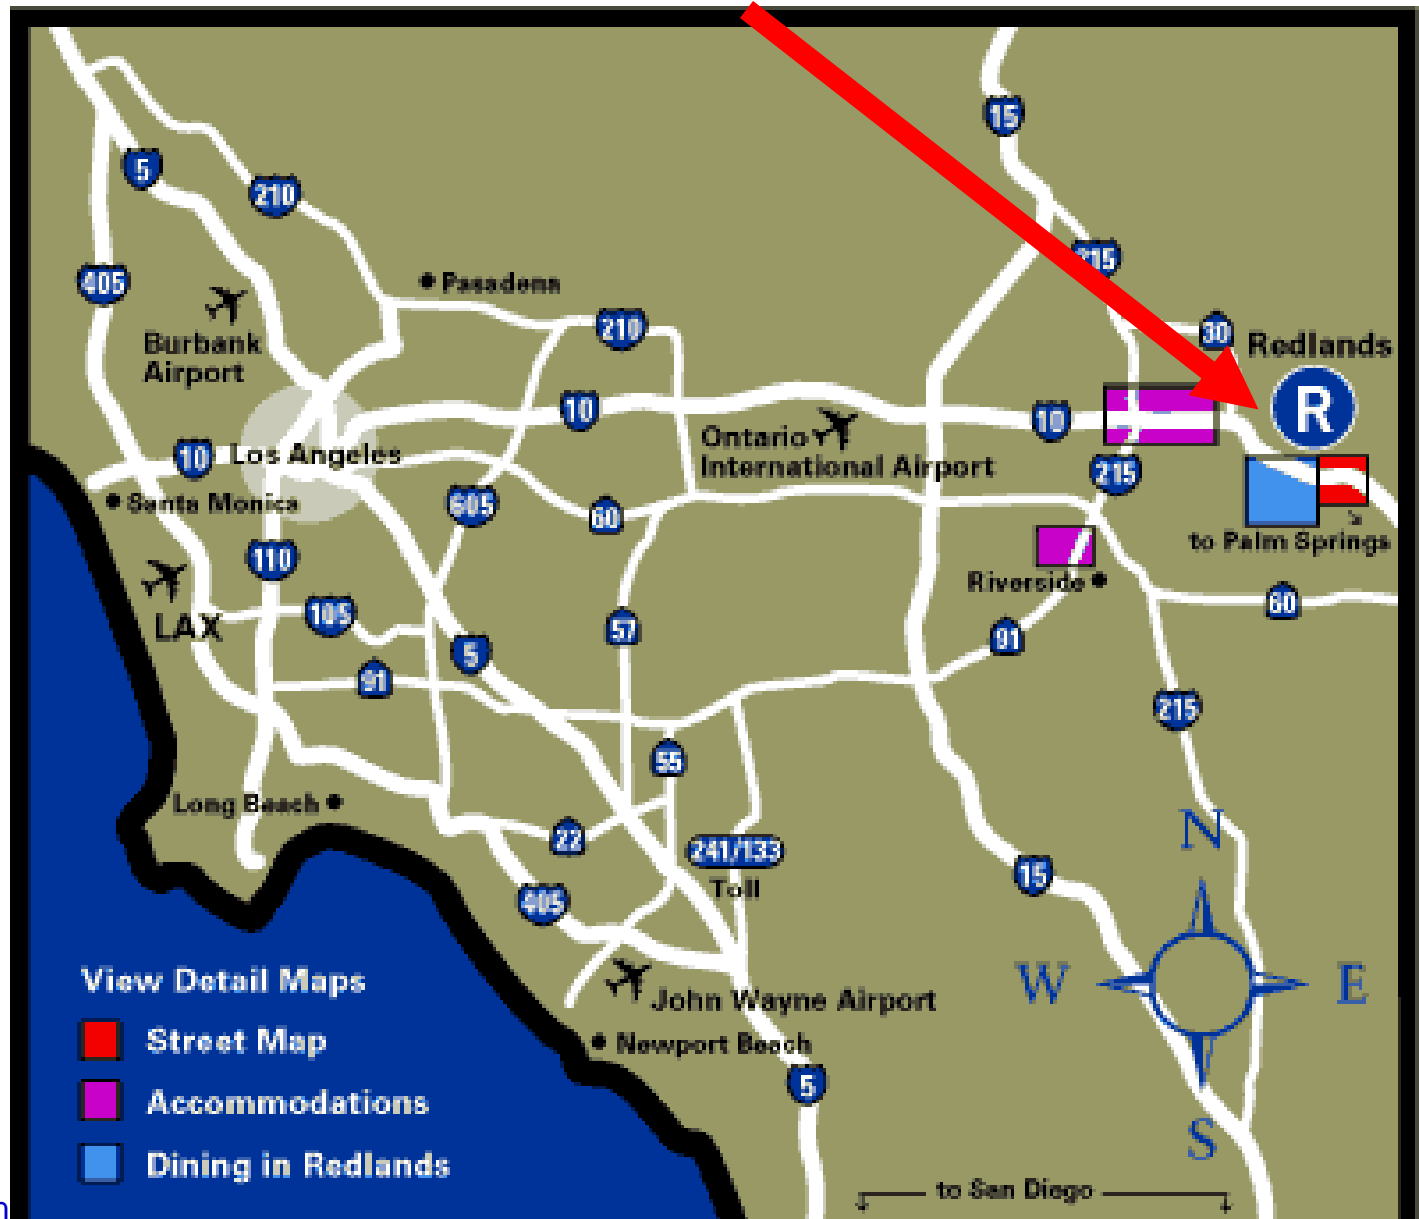 15
5
210
215
405
Pasadena
210
30
Burbank
Airport
Redlands
10
R
10
Ontario
International Airport
10
Los Angeles
215
Santa Monica
605
60
to Palm Springs
110
Riverside
LAX
105
57
60
91
5
91
215
55
Long Beach
22
241/133
Toll
N
15
405
View Detail Maps
John Wayne Airport
W
E
Street Map
Newport Beach
5
Accommodations
S
Dining in Redlands
to San Diego
n